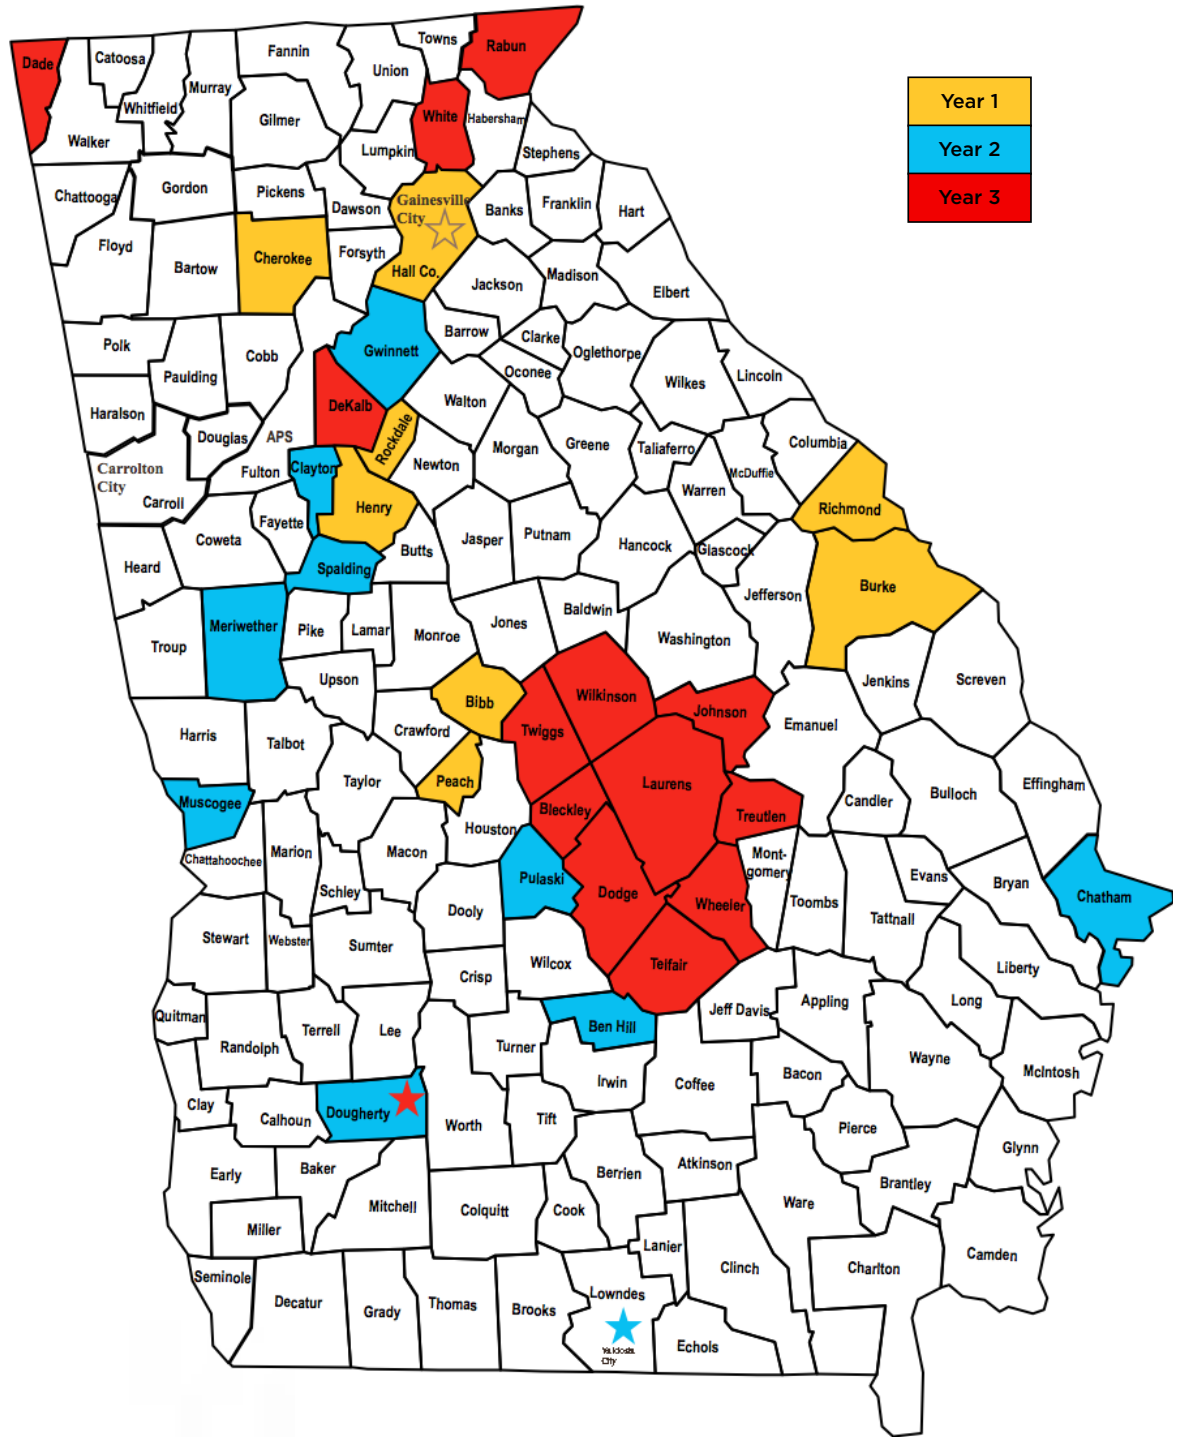 Towns
Rabun
Fannin
Catoosa
Dade
Union
Murray
Year 1
Whitfield
White
Habersham
Gilmer
Walker
Year 2
Lumpkin
Stephens
Gordon
Pickens
Chattooga
Year 3
Gainesville
City
Franklin
Dawson
Banks
Hart
Floyd
Forsyth
Cherokee
Bartow
Hall Co.
Madison
Jackson
Elbert
Barrow
Clarke
Polk
Gwinnett
Oglethorpe
Cobb
Oconee
Paulding
Lincoln
Wilkes
Walton
DeKalb
Haralson
Rockdale
Douglas
APS
Morgan
Greene
Taliaferro
Columbia
Carrolton
City
Clayton
Newton
Fulton
McDuffie
Warren
Carroll
Henry
Richmond
Fayette
Coweta
Jasper
Putnam
Butts
Hancock
Glascock
Heard
Spalding
Burke
Jefferson
Baldwin
Meriwether
Pike
Lamar
Monroe
Jones
Washington
Troup
Upson
Jenkins
Screven
Wilkinson
Bibb
Johnson
Crawford
Twiggs
Emanuel
Harris
Talbot
Taylor
Peach
Laurens
Effingham
Muscogee
Bleckley
Candler
Bulloch
Treutlen
Houston
Chattahoochee
Marion
Macon
Mont-
gomery
Pulaski
Evans
Bryan
Schley
Dodge
Chatham
Wheeler
Toombs
Dooly
Tattnall
Stewart
Webster
Sumter
Wilcox
Telfair
Liberty
Crisp
Long
Appling
Jeff Davis
Quitman
Terrell
Lee
Ben Hill
Randolph
Turner
Wayne
McIntosh
Bacon
Irwin
Coffee
Clay
Calhoun
Dougherty
Worth
Tift
Pierce
Glynn
Early
Baker
Berrien
Atkinson
Brantley
Mitchell
Ware
Colquitt
Cook
Miller
Lanier
Camden
Clinch
Charlton
Seminole
Lowndes
Decatur
Grady
Thomas
Brooks
Echols
Valdosta
City